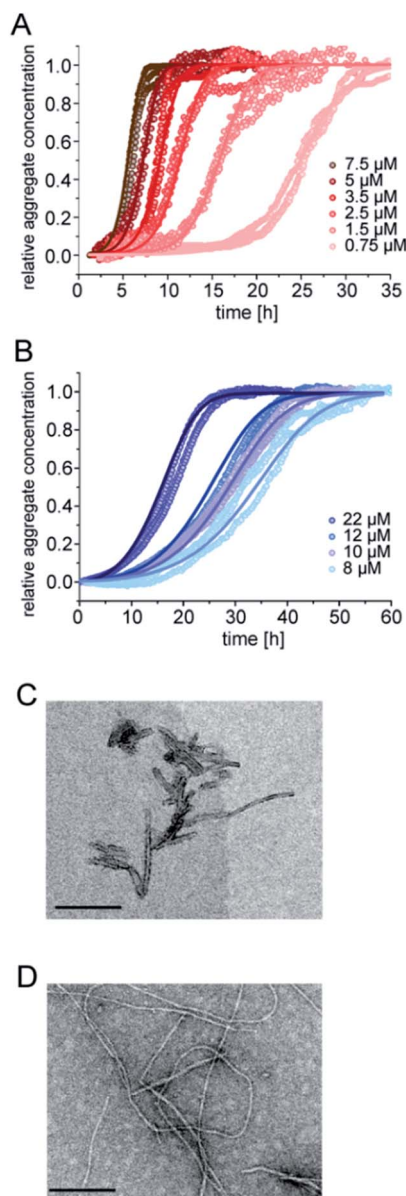 A
relative aggregate concentration
1.0
0.8
0.6
0.4
0.2
0.0
7.5 µM
5 µM
3.5 µM
2.5 µM
1.5 µM
0.75 µM
0 5 10 15 20 25 30 35
time [h]
B
relative aggregate concentration
1.0
0.8
0.6
0.4
0.2
0.0
22 µM
12 µM
10 µM
8 µM
0 10 20 30 40 50 60
time [h]
C
D